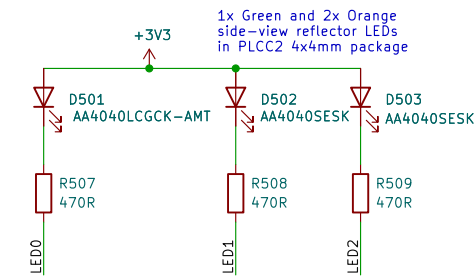 1x Green and 2x Orange
side-view reflector LEDs
in PLCC2 4x4mm package
+3V3
D501
AA4040LCGCK-AMT
D502
AA4040SESK
D503
AA4040SESK
R507
470R
R508
470R
R509
470R
LED0
LED1
LED2